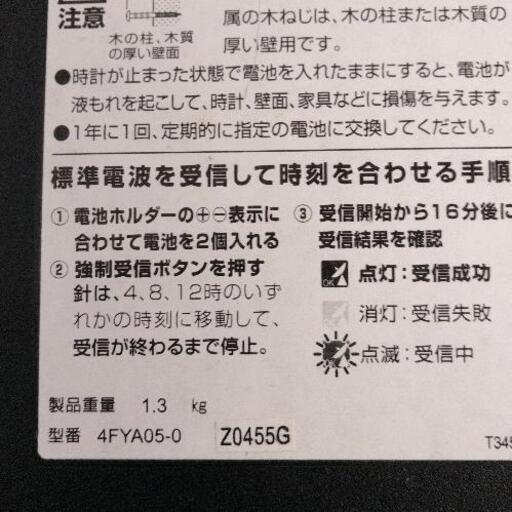 注意
木の柱、木質
の厚い壁面
属の木ねじは、木の柱または木質の
厚い壁用です。
●時計が止まった状態で電池を入れたままにすると、電池が
液もれを起こして、時計、壁面、家具などに損傷を与えます。
●1年に1回、定期的に指定の電池に交換してください。
標準電波を受信して時刻を合わせる手順
① 電池ホルダーの⊕⊖表示に
合わせて電池を2個入れる
② 強制受信ボタンを押す
針は、4、8、12時のいず
れかの時刻に移動して、
受信が終わるまで停止。
③ 受信開始から16分後に
受信結果を確認
OK 点灯:受信成功
消灯:受信失敗
点滅:受信中
製品重量 1.3 kg
型番 4FYA05-0 Z0455G
T345